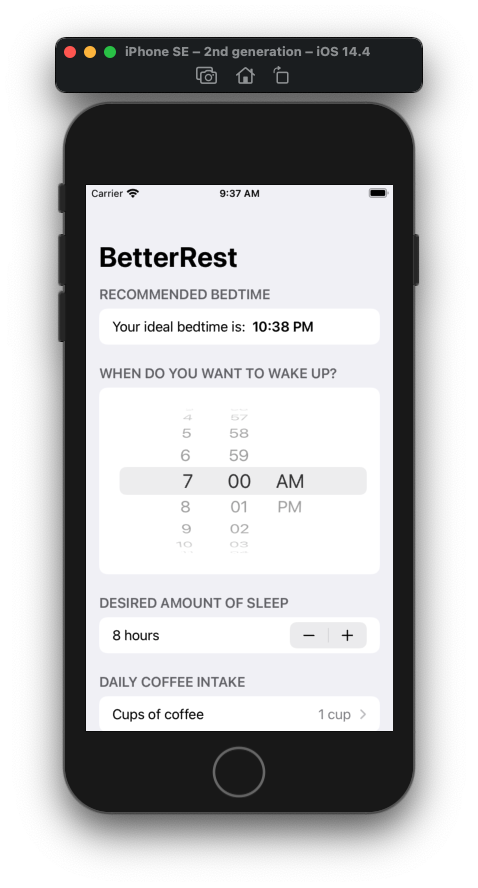 iPhone SE – 2nd generation – iOS 14.4
Carrier 9:37 AM
BetterRest
RECOMMENDED BEDTIME
Your ideal bedtime is: 10:38 PM
WHEN DO YOU WANT TO WAKE UP?
4 57
5 58
6 59
7 00 AM
8 01 PM
9 02
10 03
DESIRED AMOUNT OF SLEEP
8 hours − +
DAILY COFFEE INTAKE
Cups of coffee 1 cup >